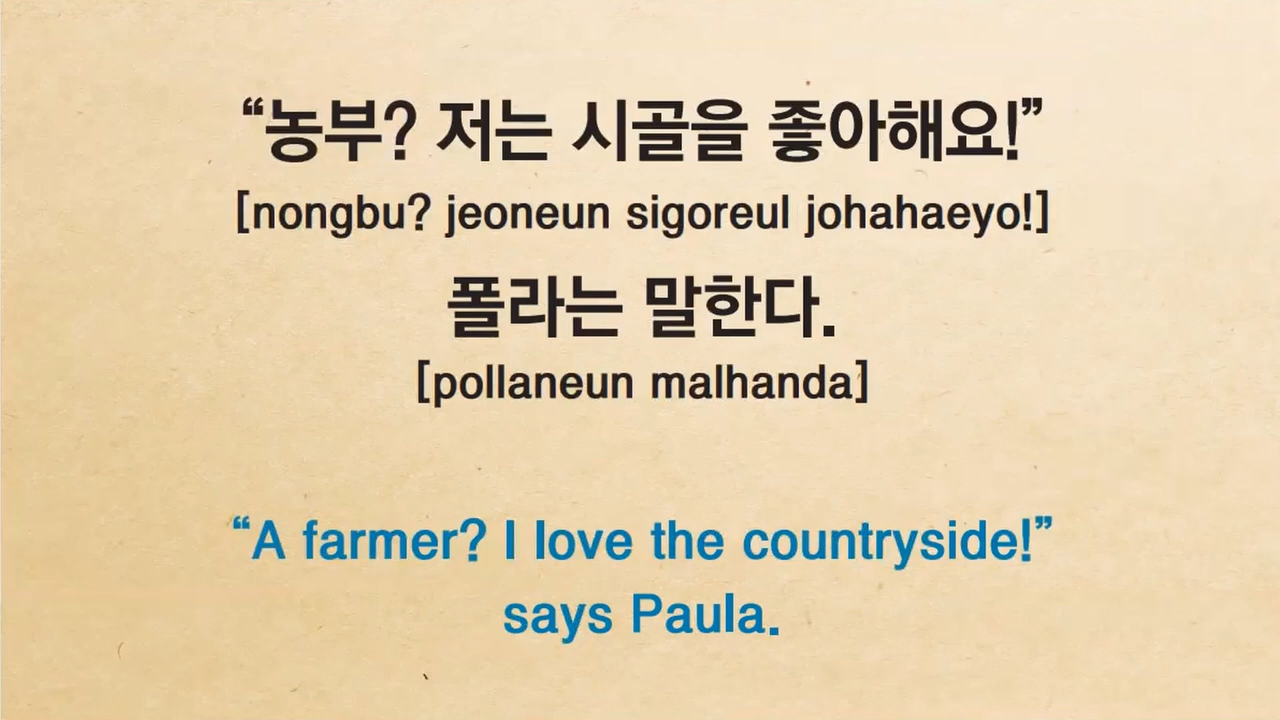 “농부? 저는 시골을 좋아해요!”
[nongbu? jeoneun sigoreul johahaeyo!]
폴라는 말한다.
[pollaneun malhanda]
“A farmer? I love the countryside!”
says Paula.